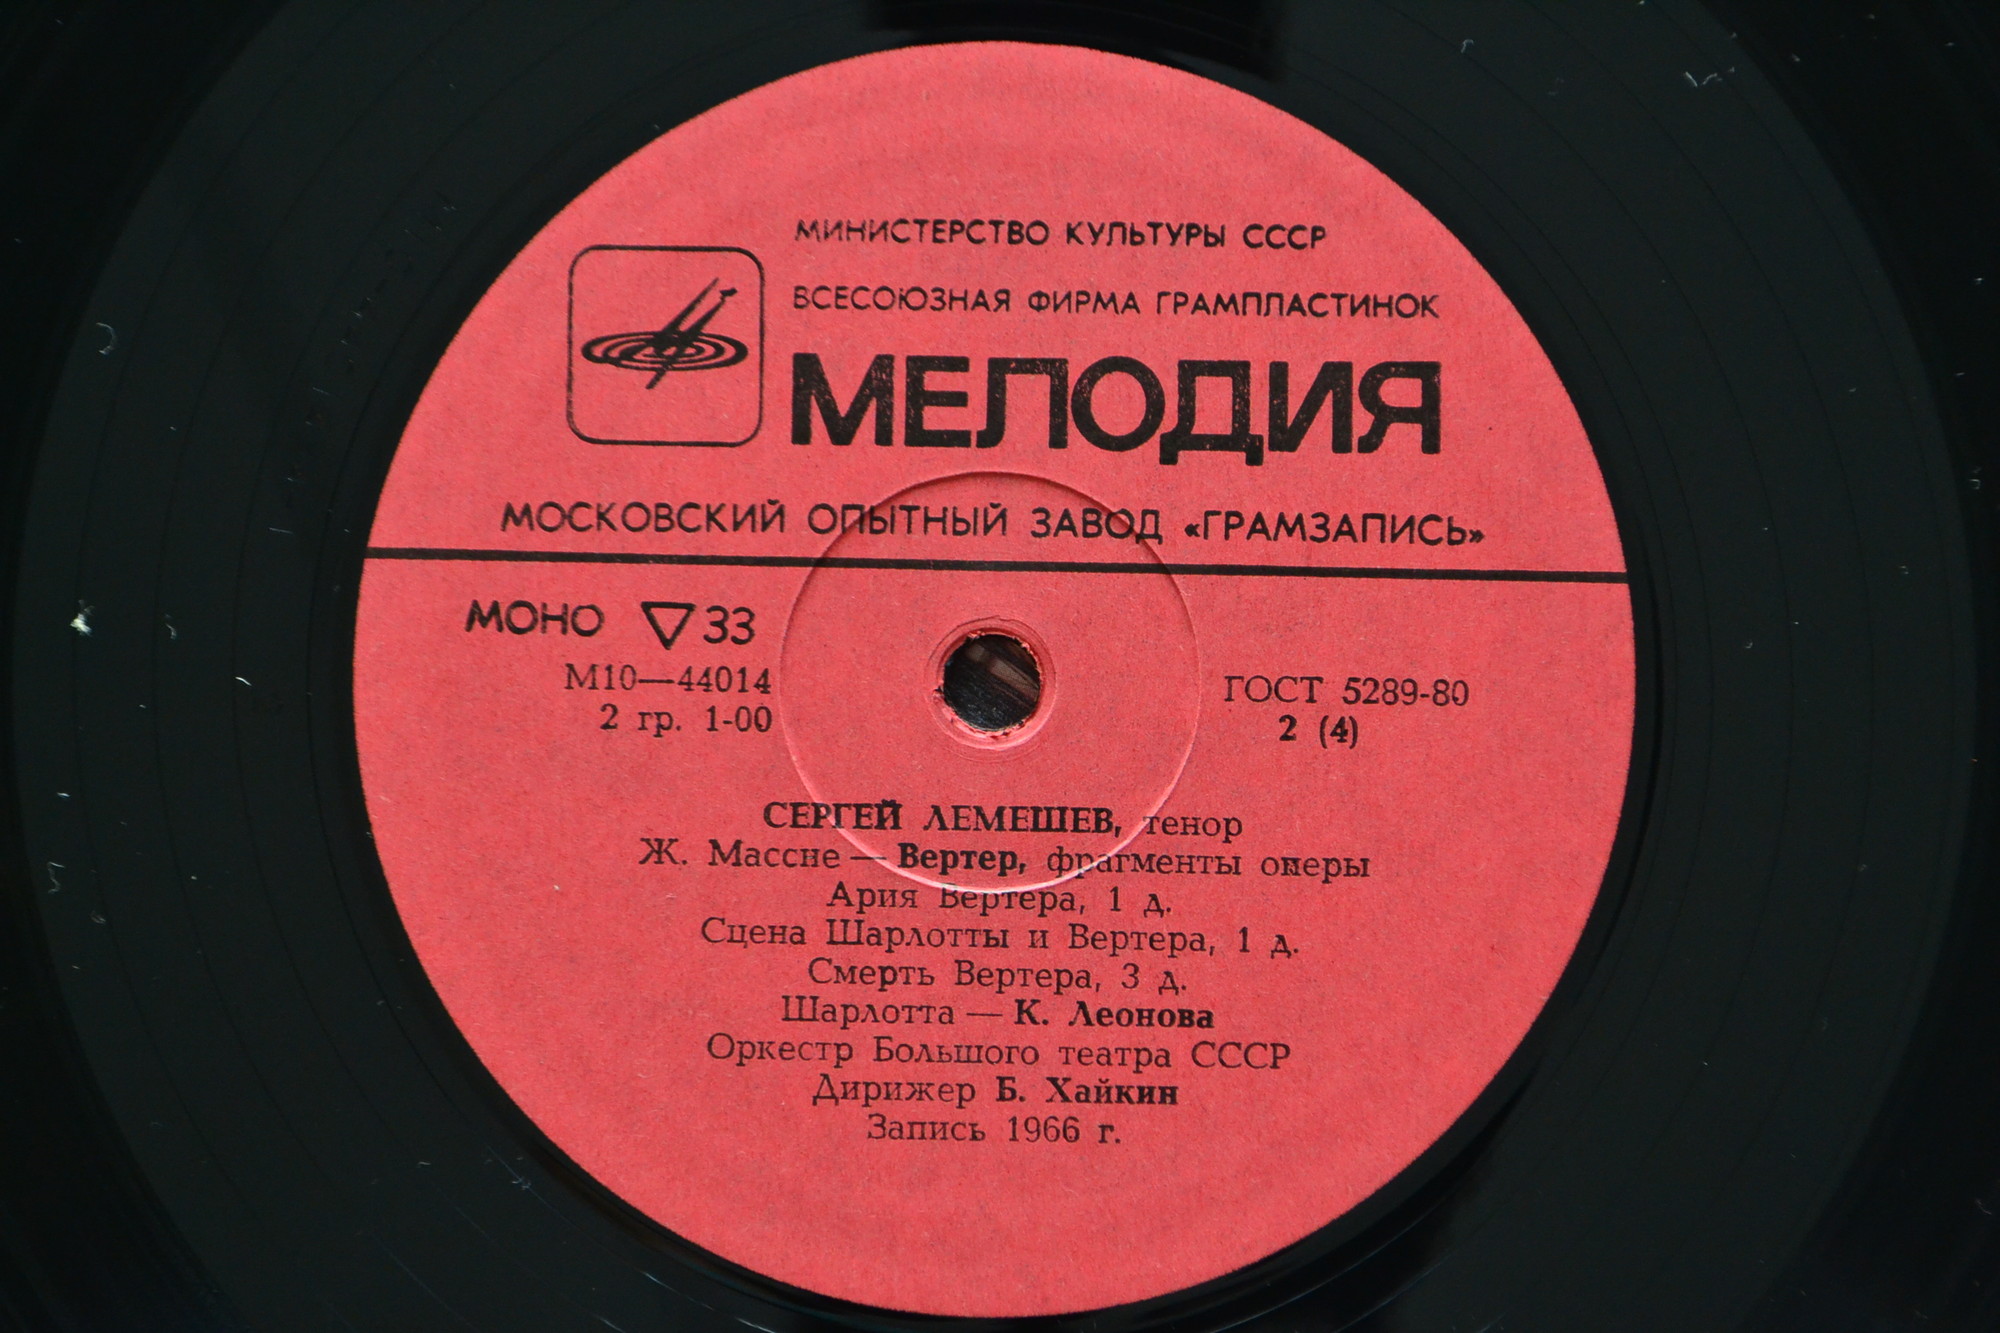 МИНИСТЕРСТВО КУЛЬТУРЫ СССР
ВСЕСОЮЗНАЯ ФИРМА ГРАМПЛАСТИНОК
МЕЛОДИЯ
МОСКОВСКИЙ ОПЫТНЫЙ ЗАВОД «ГРАМЗАПИСЬ»
МОНО ▽ 33
М10—44014
2 гр. 1-00
ГОСТ 5289-80
2 (4)
СЕРГЕЙ ЛЕМЕШЕВ, тенор
Ж. Массне — Вертер, фрагменты оперы
Ария Вертера, 1 д.
Сцена Шарлотты и Вертера, 1 д.
Смерть Вертера, 3 д.
Шарлотта — К. Леонова
Оркестр Большого театра СССР
Дирижер Б. Хайкин
Запись 1966 г.